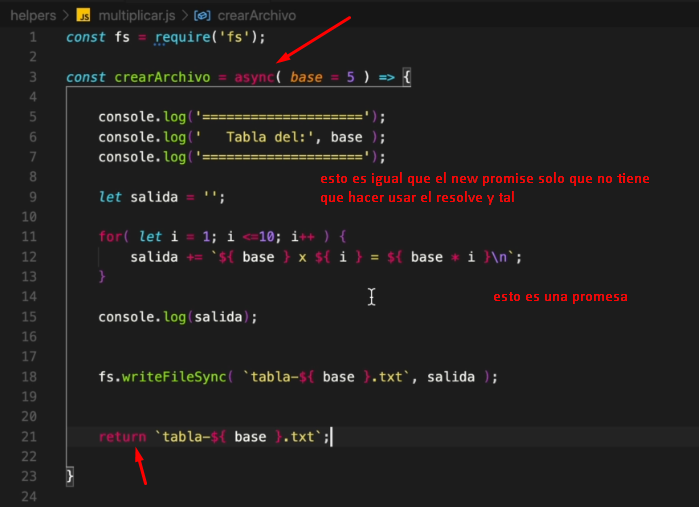 helpers > JS multiplicar.js > crearArchivo
1 const fs = require('fs');
2
3 const crearArchivo = async( base = 5 ) => {
4
5 console.log('====================');
6 console.log('   Tabla del:', base );
7 console.log('====================');
8
esto es igual que el new promise solo que no tiene
9 let salida = '';
que hacer usar el resolve y tal
10
11 for( let i = 1; i <=10; i++ ) {
12 salida += `${ base } x ${ i } = ${ base * i }\n`;
13 }
14 esto es una promesa
15 console.log(salida);
16
17
18 fs.writeFileSync( `tabla-${ base }.txt`, salida );
19
20
21 return `tabla-${ base }.txt`;
22
23 }
24